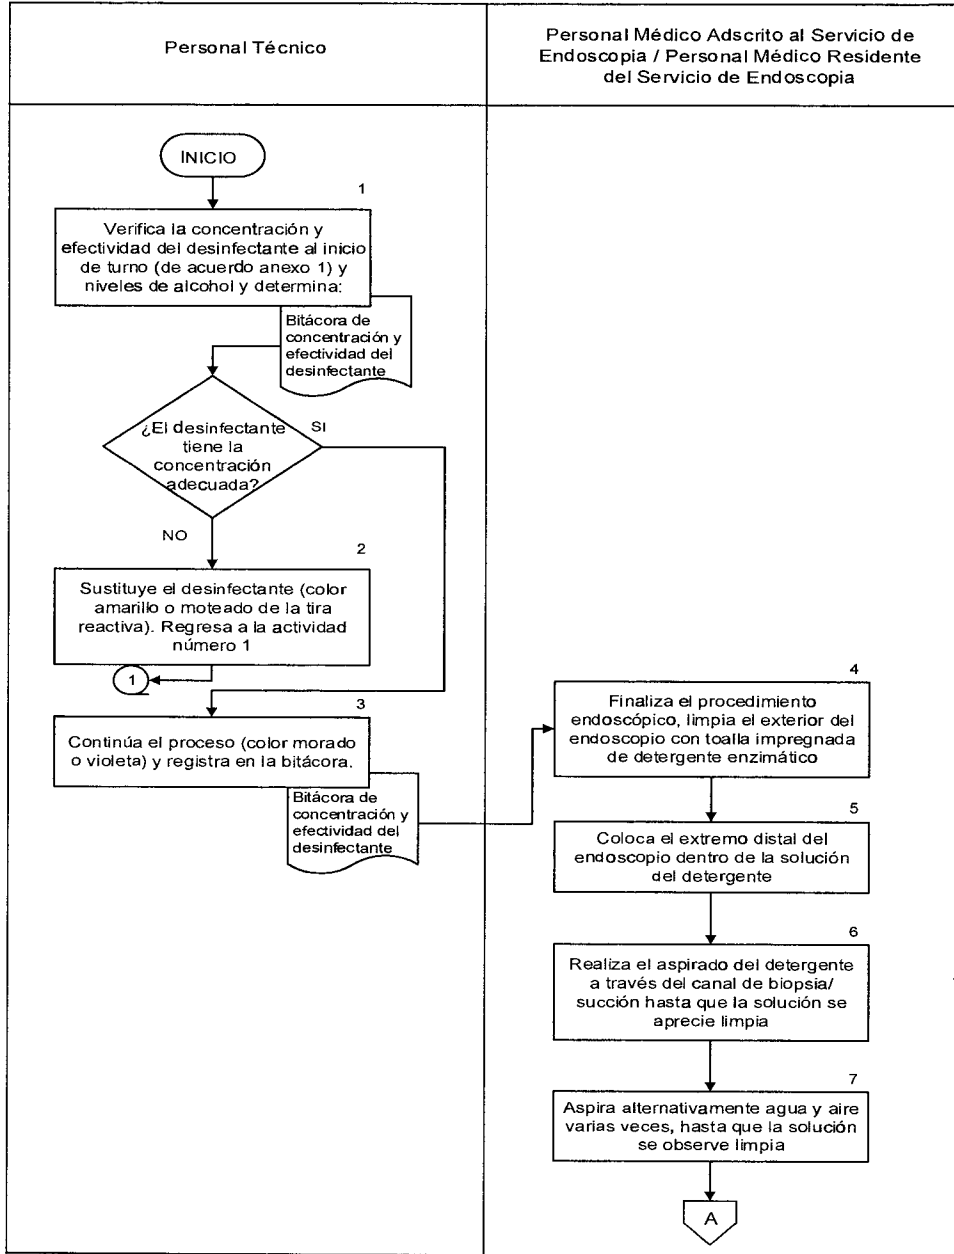 Personal Técnico
Personal Médico Adscrito al Servicio de
Endoscopia / Personal Médico Residente
del Servicio de Endoscopia
INICIO
1
Verifica la concentración y
efectividad del desinfectante al inicio
de turno (de acuerdo anexo 1) y
niveles de alcohol y determina:
Bitácora de
concentración y
efectividad del
desinfectante
¿El desinfectante
tiene la
concentración
adecuada?
SI
NO
2
Sustituye el desinfectante (color
amarillo o moteado de la tira
reactiva). Regresa a la actividad
número 1
1
3
Continúa el proceso (color morado
o violeta) y registra en la bitácora.
Bitácora de
concentración y
efectividad del
desinfectante
4
Finaliza el procedimiento
endoscópico, limpia el exterior del
endoscopio con toalla impregnada
de detergente enzimático
5
Coloca el extremo distal del
endoscopio dentro de la solución
del detergente
6
Realiza el aspirado del detergente
a través del canal de biopsia/
succión hasta que la solución se
aprecie limpia
7
Aspira alternativamente agua y aire
varias veces, hasta que la solución
se observe limpia
A